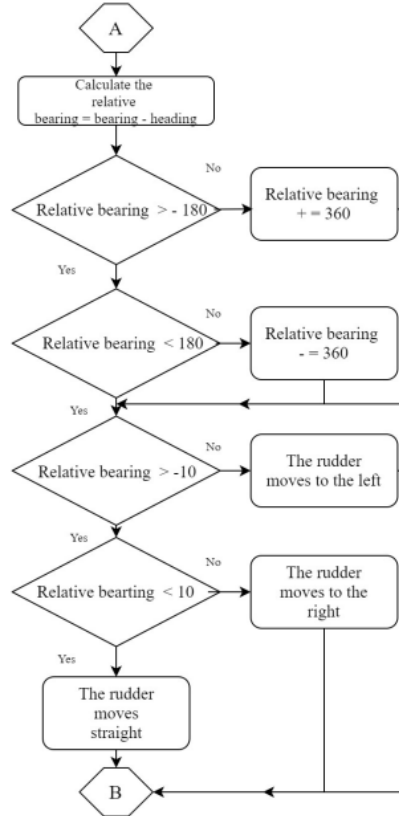 A
Calculate the
relative
bearing = bearing - heading
No
Relative bearing > - 180
Relative bearing
+ = 360
Yes
No
Relative bearing < 180
Relative bearing
- = 360
Yes
No
Relative bearing > -10
The rudder
moves to the left
Yes
No
Relative bearting < 10
The rudder
moves to the
right
Yes
The rudder
moves
straight
B